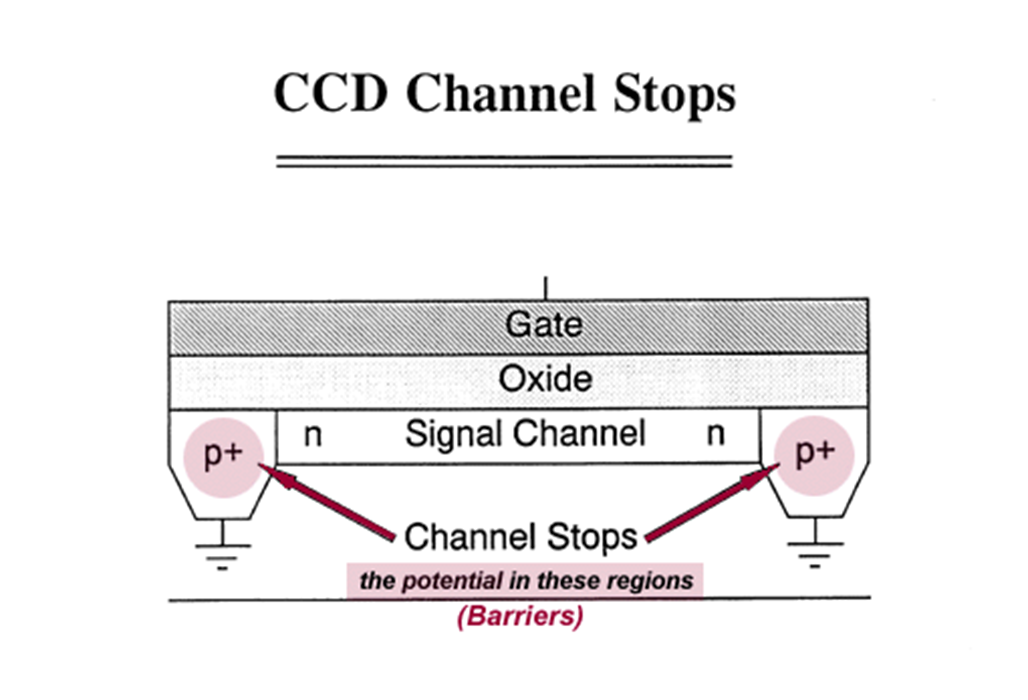 CCD Channel Stops
Gate
Oxide
p+
n
Signal Channel
n
p+
Channel Stops
the potential in these regions
(Barriers)